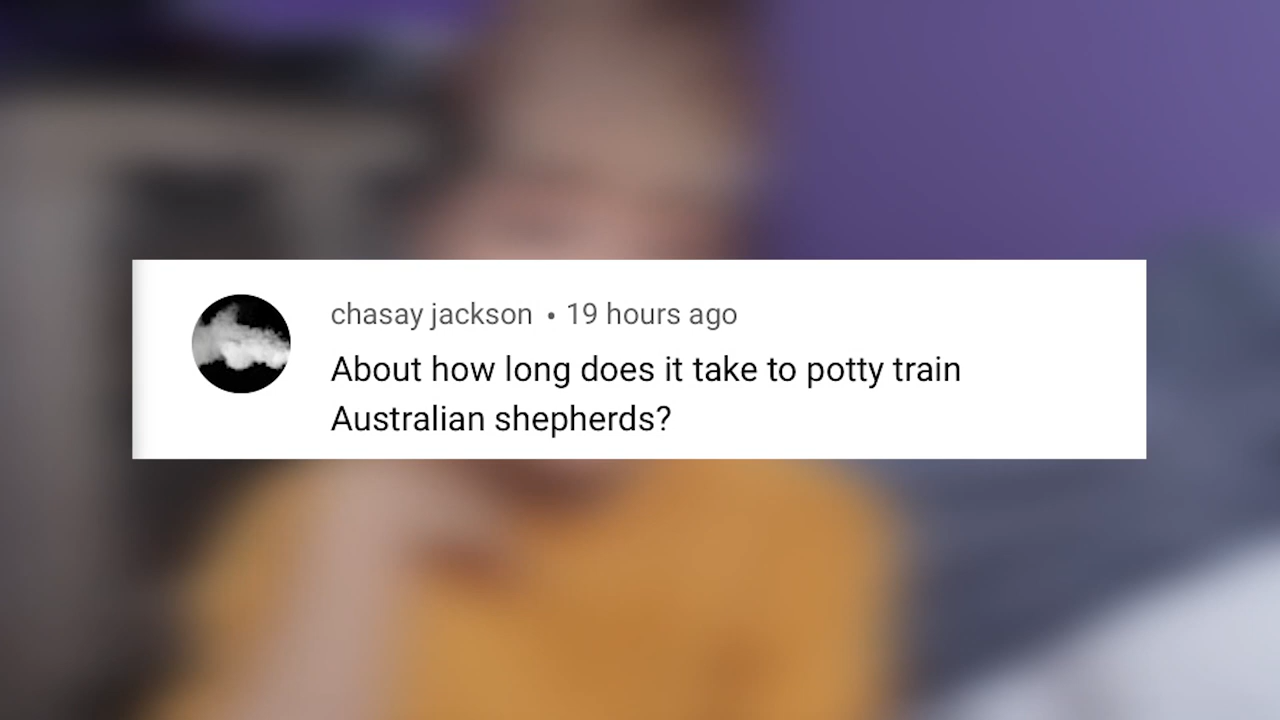 chasay jackson • 19 hours ago
About how long does it take to potty train
Australian shepherds?